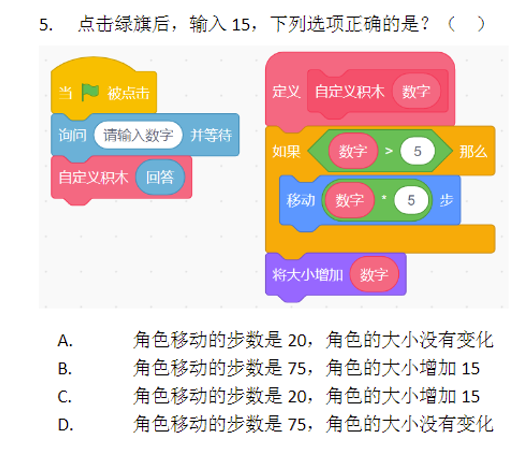 5. 点击绿旗后，输入 15，下列选项正确的是？（ ）
当 被点击
询问 请输入数字 并等待
自定义积木 回答
定义 自定义积木 数字
如果 数字 > 5 那么
移动 数字 * 5 步
将大小增加 数字
A. 角色移动的步数是 20，角色的大小没有变化
B. 角色移动的步数是 75，角色的大小增加 15
C. 角色移动的步数是 20，角色的大小增加 15
D. 角色移动的步数是 75，角色的大小没有变化